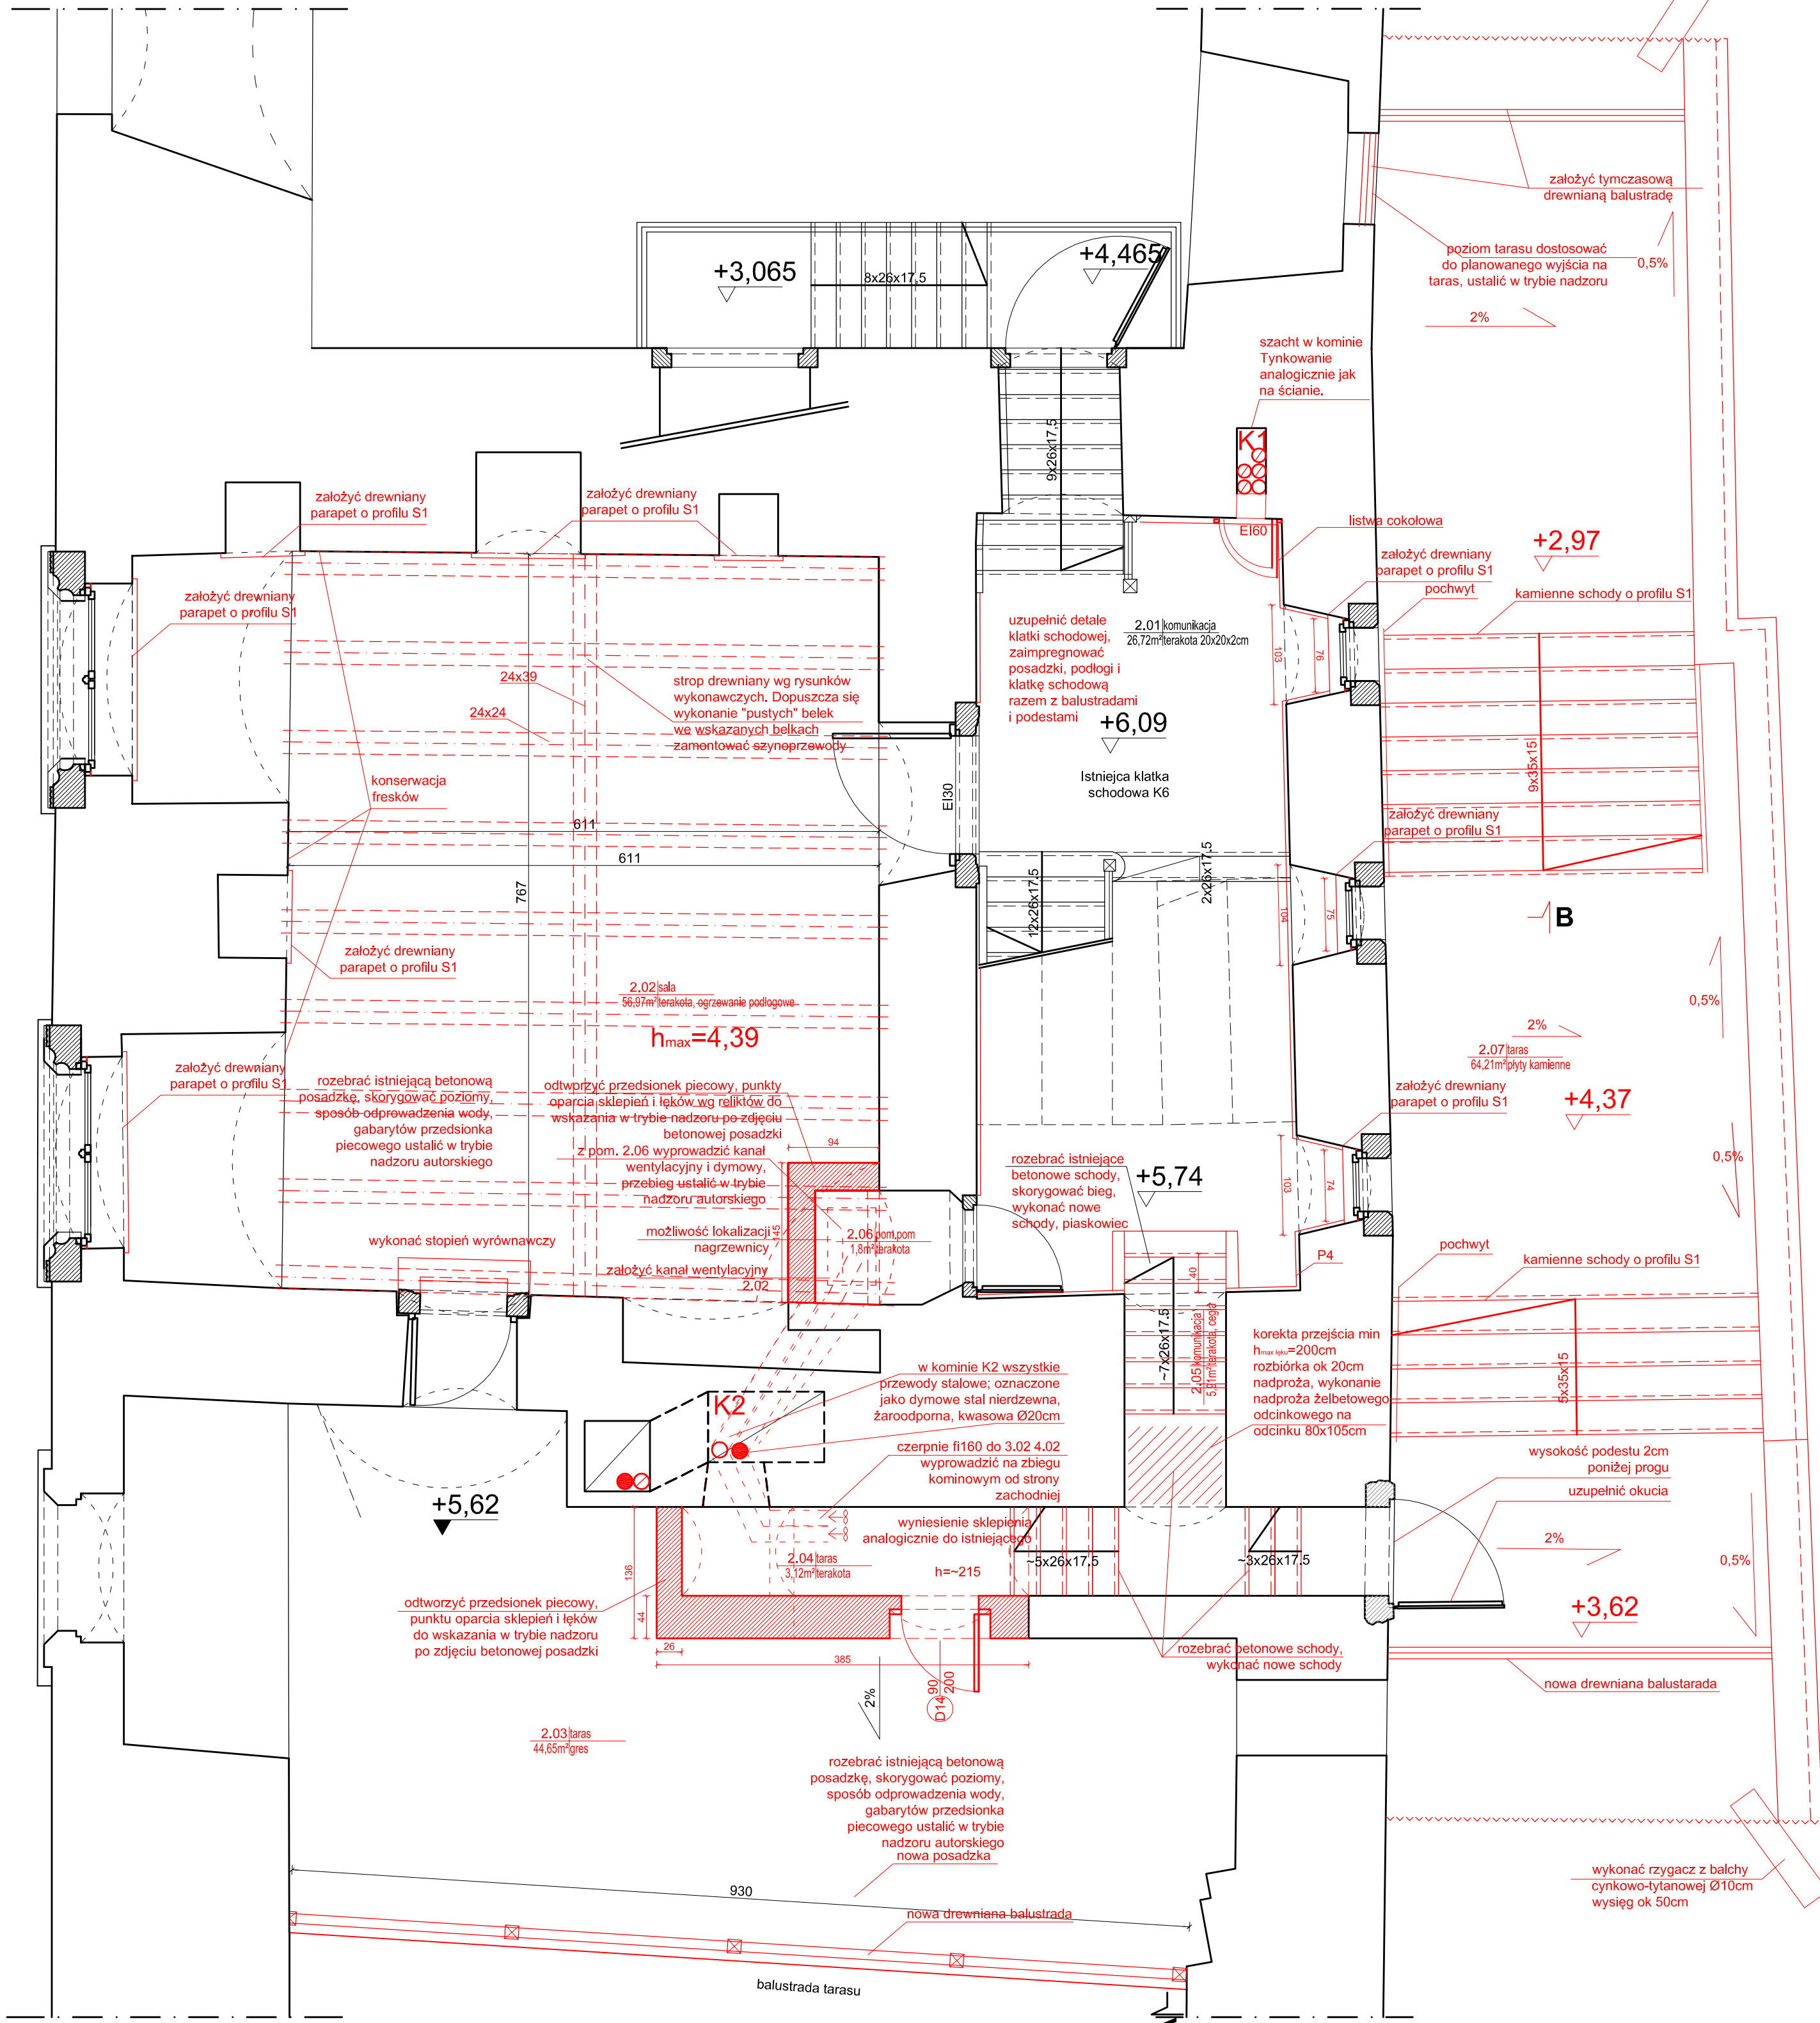 założyć tymczasową
drewnianą balustradę
poziom tarasu dostosować
do planowanego wyjścia na
taras, ustalić w trybie nadzoru
0,5%
2%
+3,065
8x26x17,5
+4,465
szacht w kominie
Tynkowanie
analogicznie jak
na ścianie.
9x26x17,5
K1
EI60
listwa cokołowa
założyć drewniany
parapet o profilu S1
założyć drewniany
parapet o profilu S1
założyć drewniany
parapet o profilu S1
założyć drewniany
parapet o profilu S1
pochwyt
+2,97
kamienne schody o profilu S1
uzupełnić detale
klatki schodowej,
zaimpregnować
posadzki, podłogi i
klatkę schodową
razem z balustradami
i podestami
2.01 komunikacja
26,72m² terakota 20x20x2cm
103
76
24x39
24x24
strop drewniany wg rysunków
wykonawczych. Dopuszcza się
wykonanie "pustych" belek
we wskazanych belkach
zamontować szynoprzewody
+6,09
Istniejca klatka
schodowa K6
EI30
konserwacja
fresków
611
611
767
9x35x15
założyć drewniany
parapet o profilu S1
12x26x17,5
2x26x17,5
104
75
B
założyć drewniany
parapet o profilu S1
2.02 sala
56,97m² terakota, ogrzewanie podłogowe
hmax=4,39
0,5%
2%
2.07 taras
64,21m² płyty kamienne
+4,37
założyć drewniany
parapet o profilu S1
założyć drewniany
parapet o profilu S1
rozebrać istniejącą betonową
posadzkę, skorygować poziomy,
sposób odprowadzenia wody,
gabarytów przedsionka
piecowego ustalić w trybie
nadzoru autorskiego
odtworzyć przedsionek piecowy, punkty
oparcia sklepień i łęków wg reliktów do
wskazania w trybie nadzoru po zdjęciu
betonowej posadzki
z pom. 2.06 wyprowadzić kanał
wentylacyjny i dymowy,
przebieg ustalić w trybie
nadzoru autorskiego
94
145
możliwość lokalizacji
nagrzewnicy
2.06 pom.pom
1,8m² terakota
założyć kanał wentylacyjny
2.02
wykonać stopień wyrównawczy
rozebrać istniejące
betonowe schody,
skorygować bieg,
wykonać nowe
schody, piaskowiec
+5,74
103
74
0,5%
P4
pochwyt
kamienne schody o profilu S1
40
~7x26x17.5
2.05 komunikacja
5,91m² terakota, cegła
korekta przejścia min
hmax łęku=200cm
rozbiórka ok 20cm
nadproża, wykonanie
nadproża żelbetowego
odcinkowego na
odcinku 80x105cm
5x35x15
w kominie K2 wszystkie
przewody stalowe; oznaczone
jako dymowe stal nierdzewna,
żaroodporna, kwasowa Ø20cm
K2
czerpnie fi160 do 3.02 4.02
wyprowadzić na zbiegu
kominowym od strony
zachodniej
wysokość podestu 2cm
poniżej progu
uzupełnić okucia
+5,62
wyniesienie sklepienia
analogicznie do istniejącego
~5x26x17.5
~3x26x17.5
2%
0,5%
2.04 taras
3,12m² terakota
h=~215
136
44
26
385
odtworzyć przedsionek piecowy,
punktu oparcia sklepień i łęków
do wskazania w trybie nadzoru
po zdjęciu betonowej posadzki
+3,62
rozebrać betonowe schody,
wykonać nowe schody
nowa drewniana balustarada
2%
D14
90
200
2.03 taras
44,65m² gres
rozebrać istniejącą betonową
posadzkę, skorygować poziomy,
sposób odprowadzenia wody,
gabarytów przedsionka
piecowego ustalić w trybie
nadzoru autorskiego
nowa posadzka
930
nowa drewniana balustrada
wykonać rzygacz z balchy
cynkowo-tytanowej Ø10cm
wysięg ok 50cm
balustrada tarasu